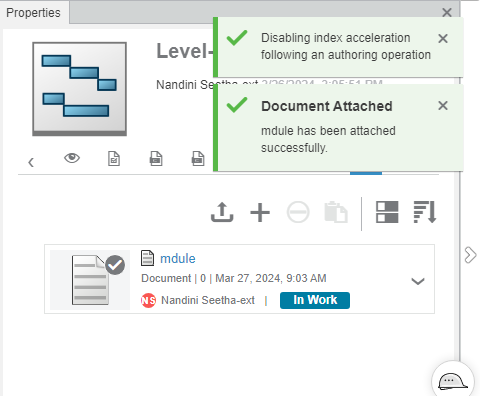 Properties
Level-
Nandini Seetha-ext 3/26/2024, 3:05:51 PM
Disabling index acceleration
following an authoring operation
Document Attached
mdule has been attached
successfully.
mdule
Document | 0 | Mar 27, 2024, 9:03 AM
NS Nandini Seetha-ext | In Work